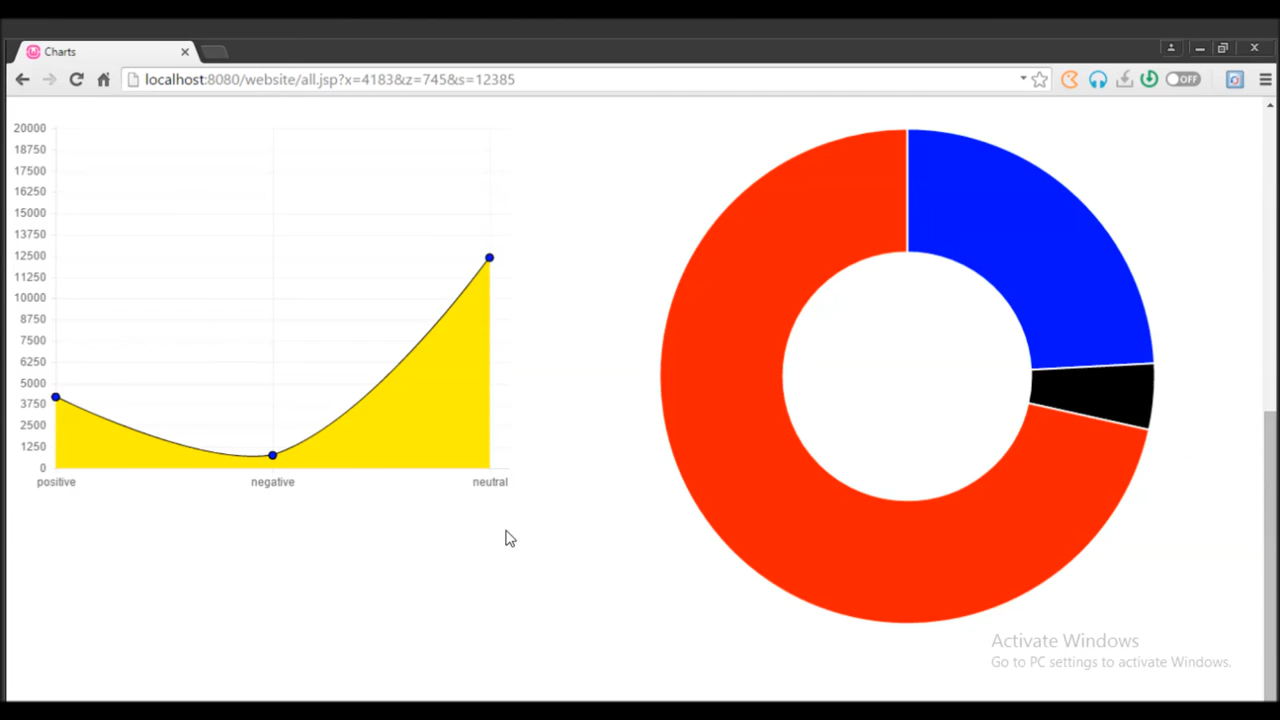 Charts
localhost:8080/website/all.jsp?x=4183&z=745&s=12385
OFF
20000
18750
17500
16250
15000
13750
12500
11250
10000
8750
7500
6250
5000
3750
2500
1250
0
positive negative neutral
Activate Windows
Go to PC settings to activate Windows.